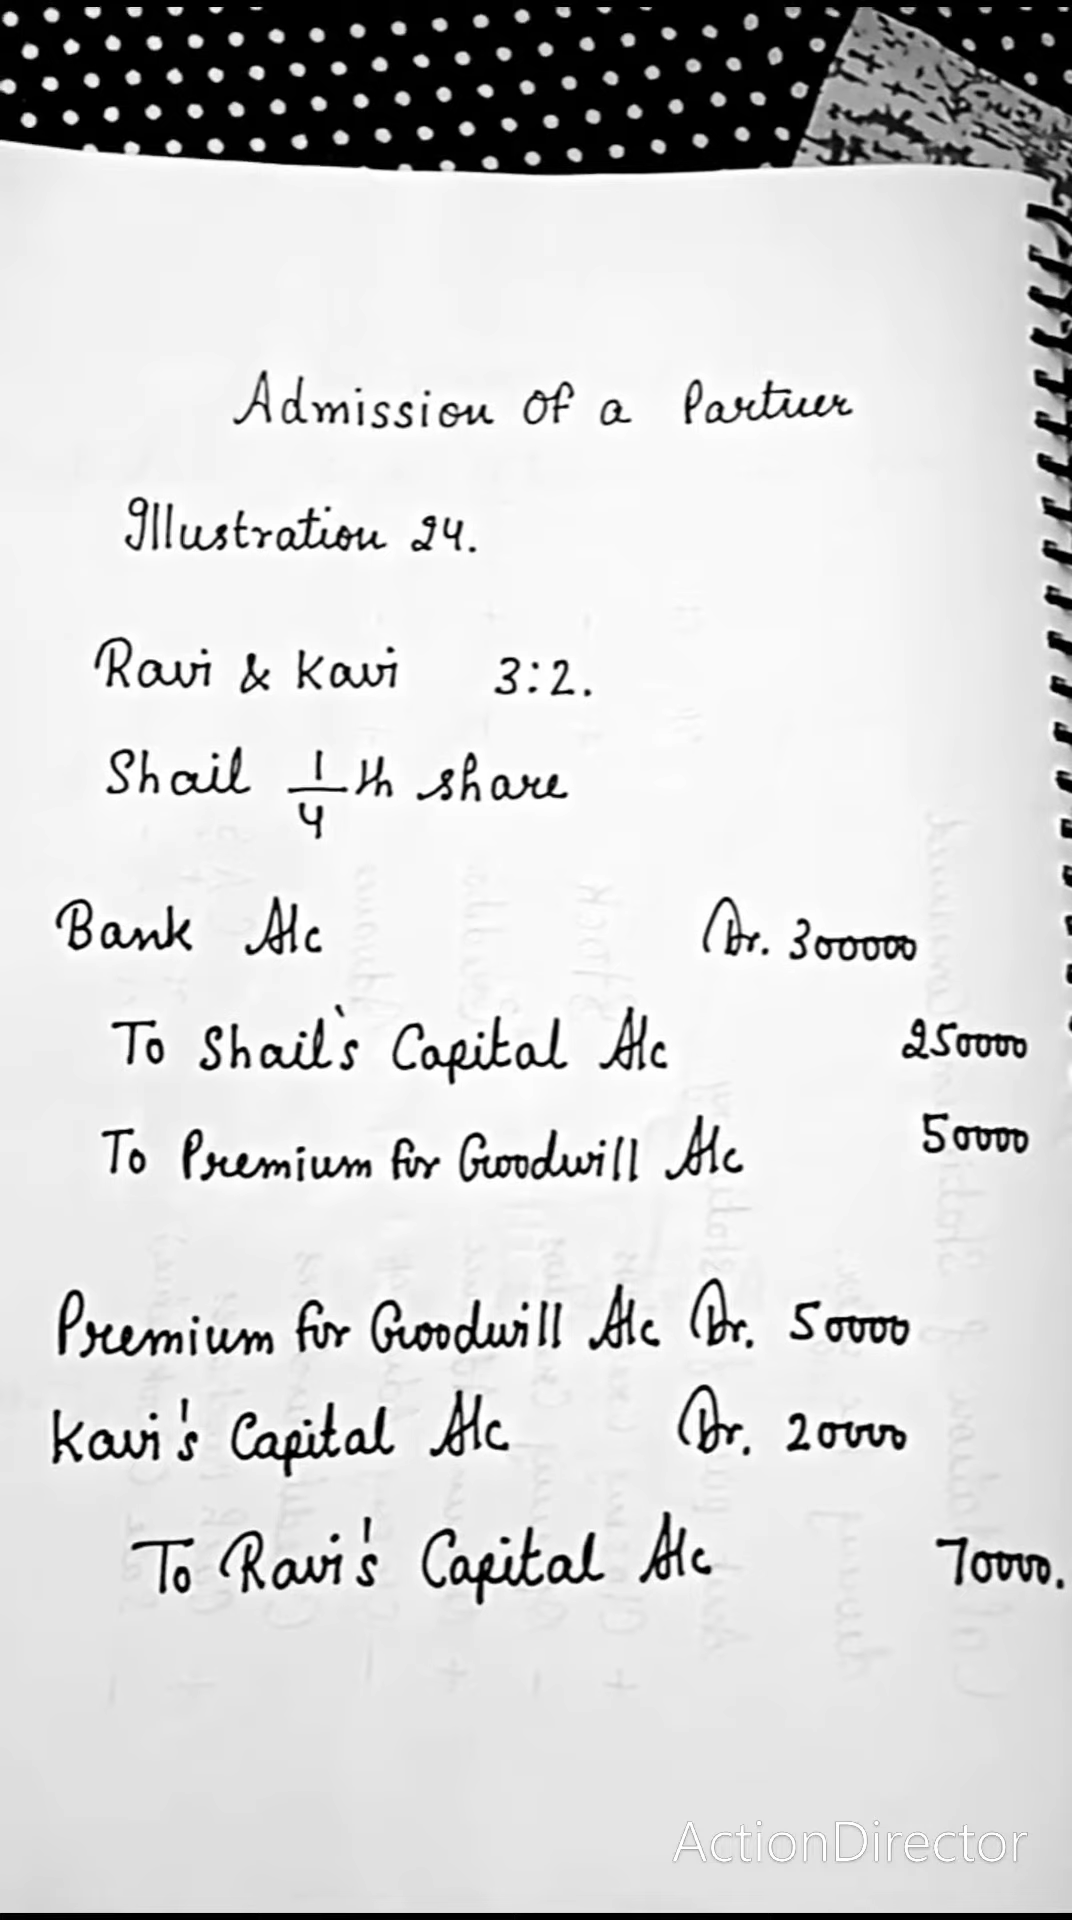 Admission of a Partner
Illustration 24.
Ravi & Kavi 3:2.
Shail 1/4 th share
Bank A/c Dr. 300000
To Shail's Capital A/c 250000
To Premium for Goodwill A/c 50000
Premium for Goodwill A/c Dr. 50000
Kavi's Capital A/c Dr. 20000
To Ravi's Capital A/c 70000.
ActionDirector